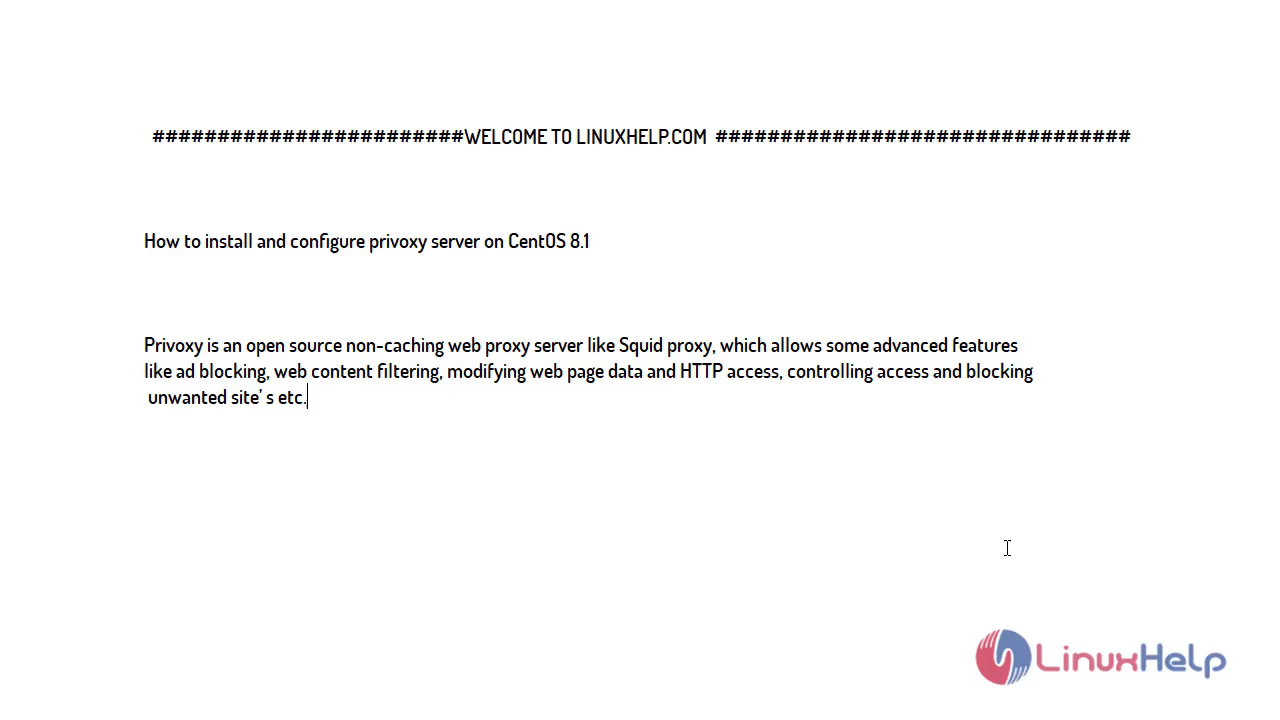 ########################WELCOME TO LINUXHELP.COM ################################
How to install and configure privoxy server on CentOS 8.1
Privoxy is an open source non-caching web proxy server like Squid proxy, which allows some advanced features
like ad blocking, web content filtering, modifying web page data and HTTP access, controlling access and blocking
unwanted site’ s etc.
LinuxHelp